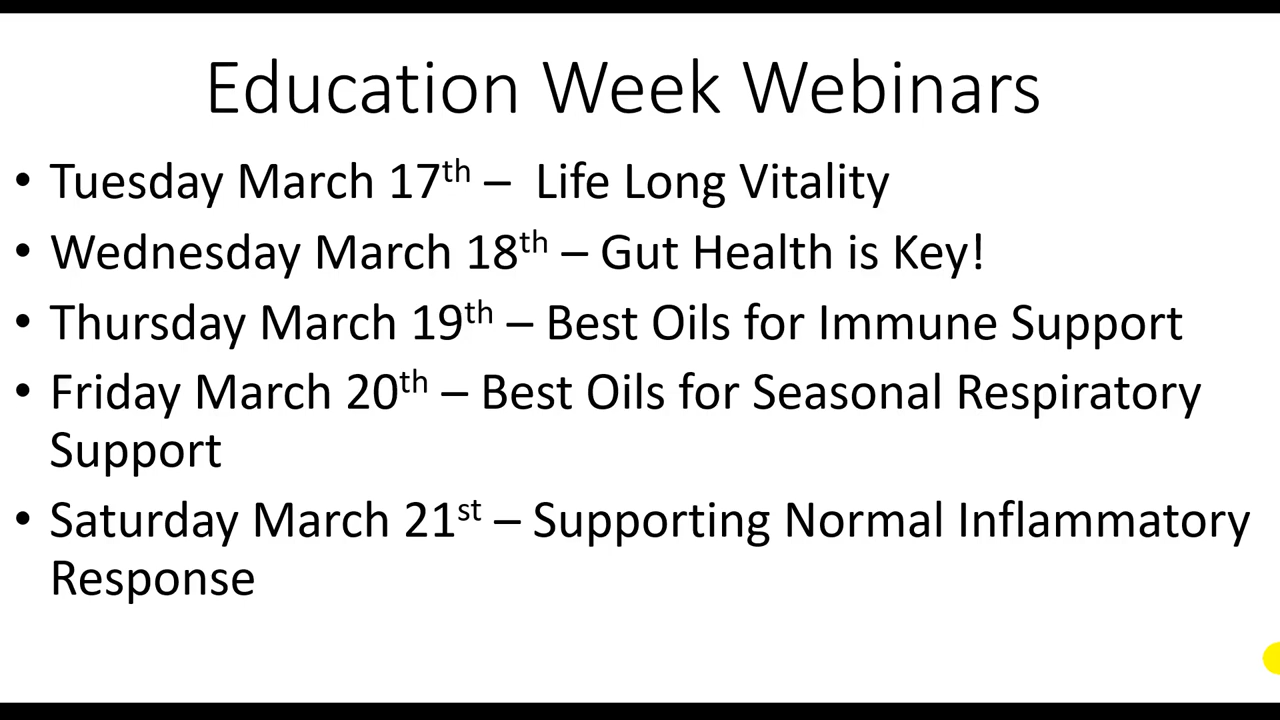 Education Week Webinars
• Tuesday March 17th – Life Long Vitality
• Wednesday March 18th – Gut Health is Key!
• Thursday March 19th – Best Oils for Immune Support
• Friday March 20th – Best Oils for Seasonal Respiratory
Support
• Saturday March 21st – Supporting Normal Inflammatory
Response